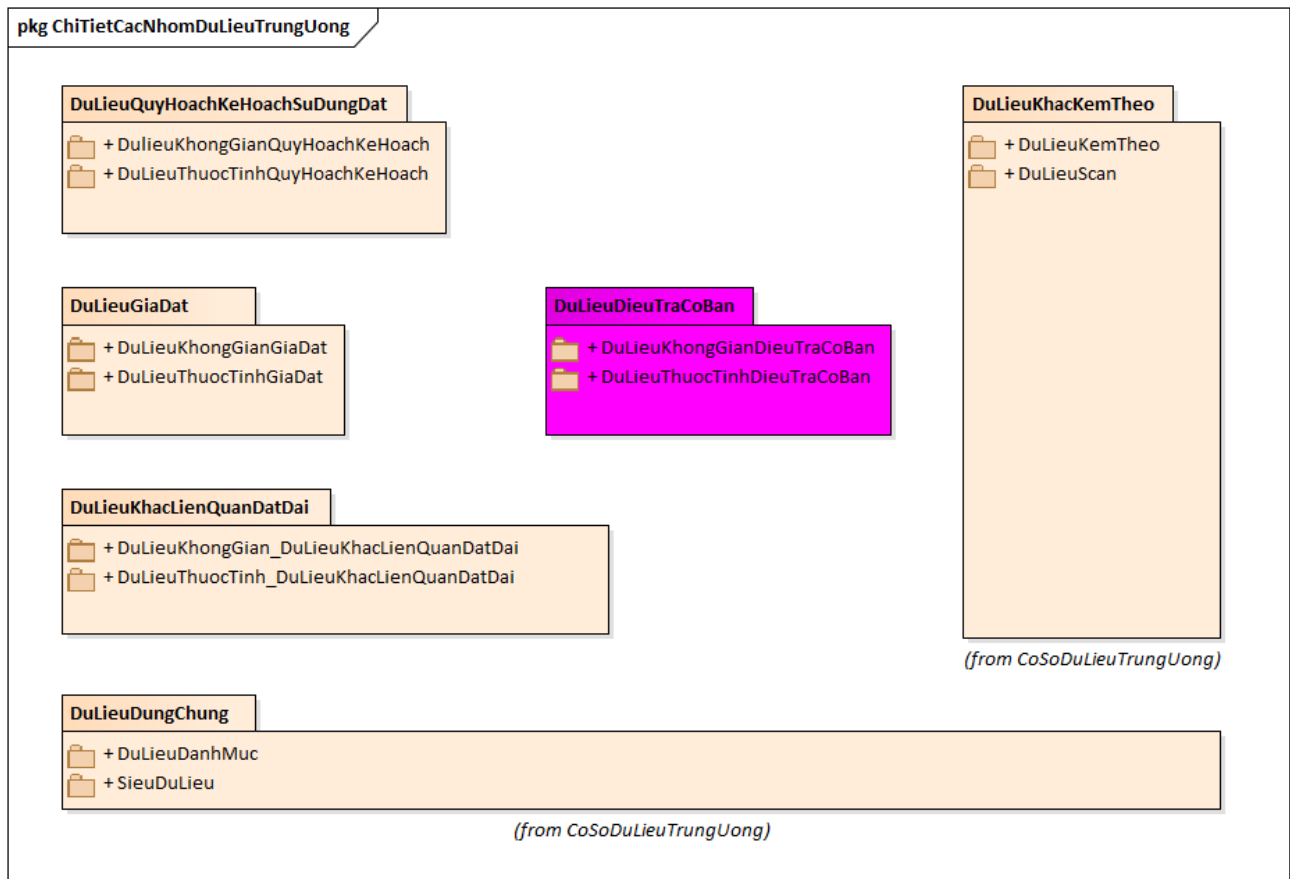 pkg ChiTietCacNhomDuLieuTrungUong
DuLieuQuyHoachKeHoachSuDungDat
+ DulieuKhongGianQuyHoachKeHoach
+ DuLieuThuocTinhQuyHoachKeHoach
DuLieuKhacKemTheo
+ DuLieuKemTheo
+ DuLieuScan
DuLieuGiaDat
+ DuLieuKhongGianGiaDat
+ DuLieuThuocTinhGiaDat
DuLieuDieuTraCoBan
+ DuLieuKhongGianDieuTraCoBan
+ DuLieuThuocTinhDieuTraCoBan
DuLieuKhacLienQuanDatDai
+ DuLieuKhongGian_DuLieuKhacLienQuanDatDai
+ DuLieuThuocTinh_DuLieuKhacLienQuanDatDai
(from CoSoDuLieuTrungUong)
DuLieuDungChung
+ DuLieuDanhMuc
+ SieuDuLieu
(from CoSoDuLieuTrungUong)